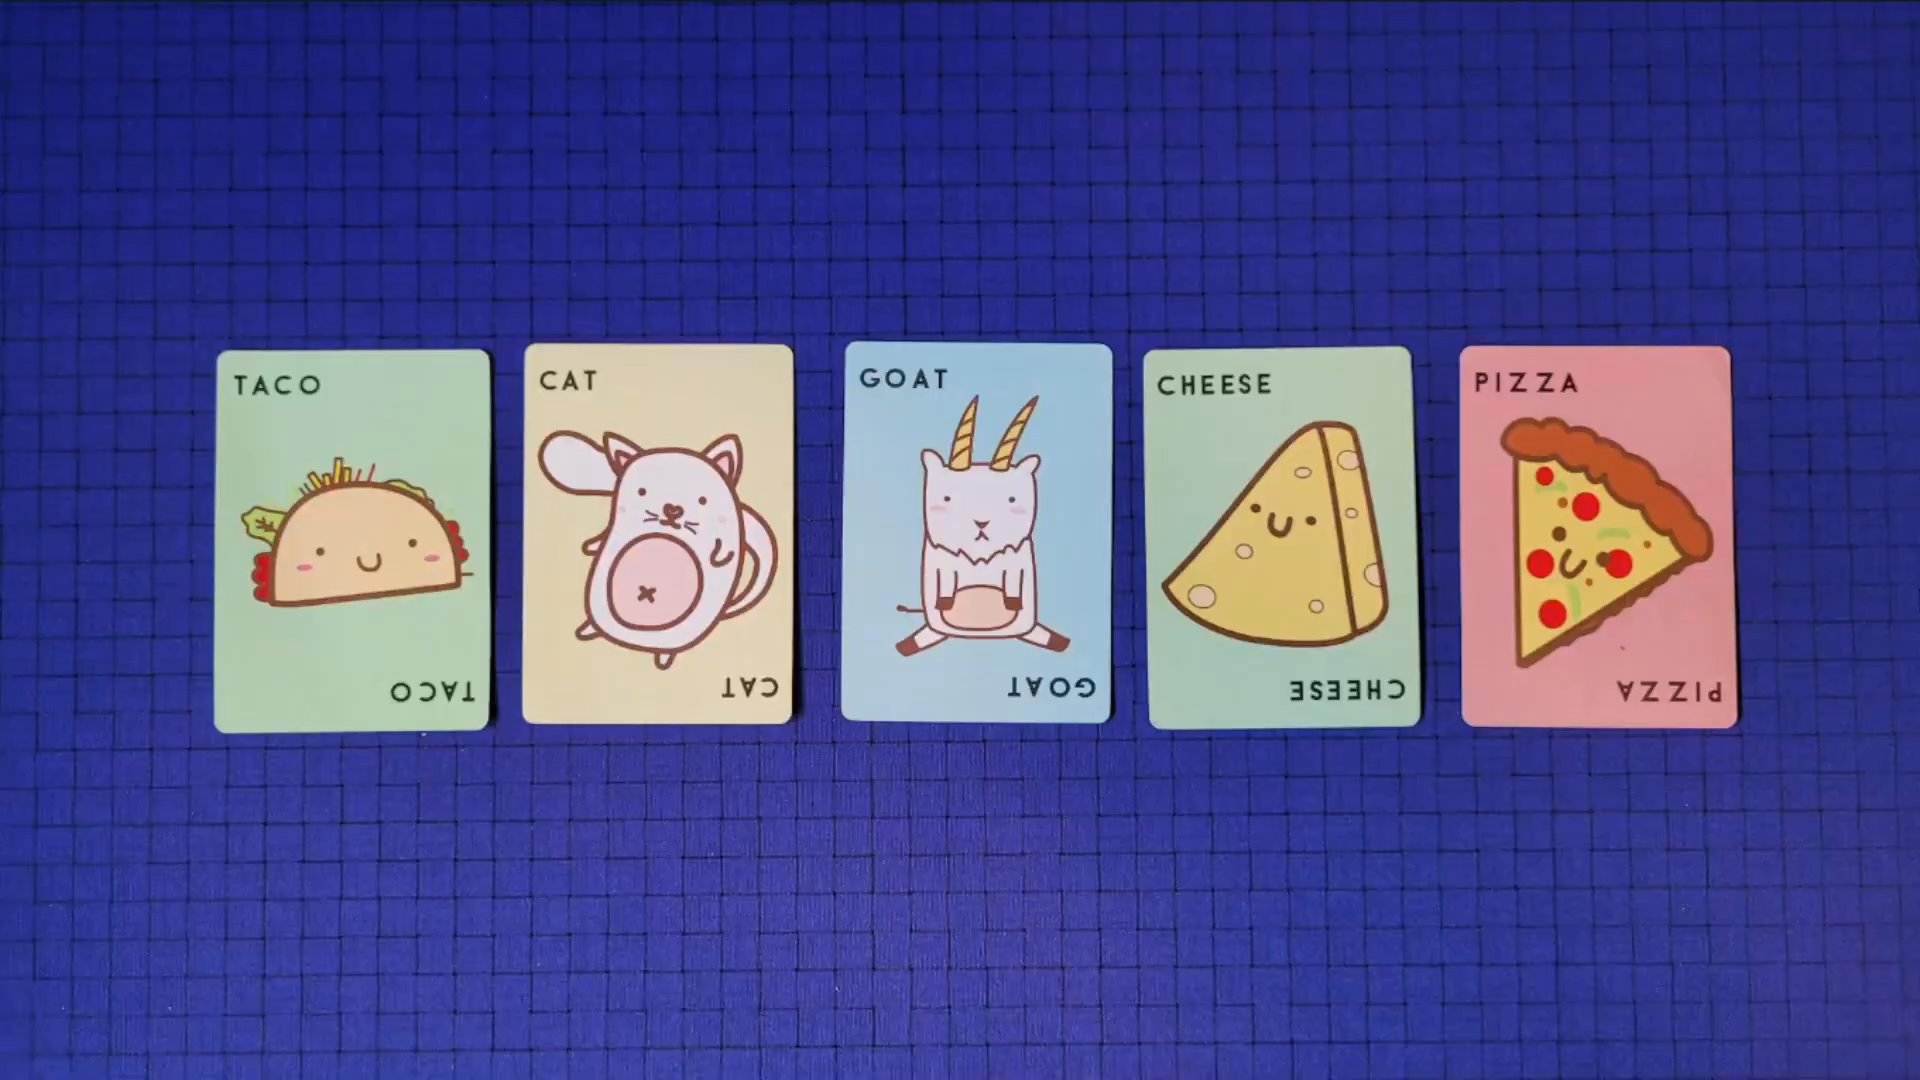 TACO
CAT
GOAT
CHEESE
PIZZA
TACO
CAT
GOAT
CHEESE
PIZZA